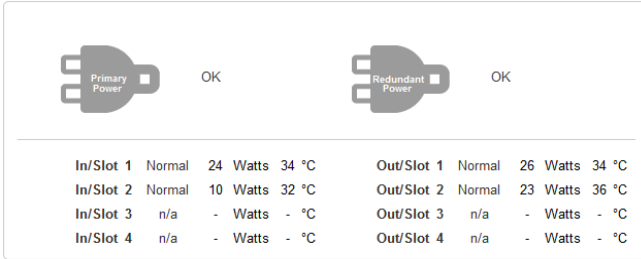 Primary
Power
OK
Redundant
Power
OK
In/Slot 1 Normal 24 Watts 34 °C
Out/Slot 1 Normal 26 Watts 34 °C
In/Slot 2 Normal 10 Watts 32 °C
Out/Slot 2 Normal 23 Watts 36 °C
In/Slot 3 n/a - Watts - °C
Out/Slot 3 n/a - Watts - °C
In/Slot 4 n/a - Watts - °C
Out/Slot 4 n/a - Watts - °C